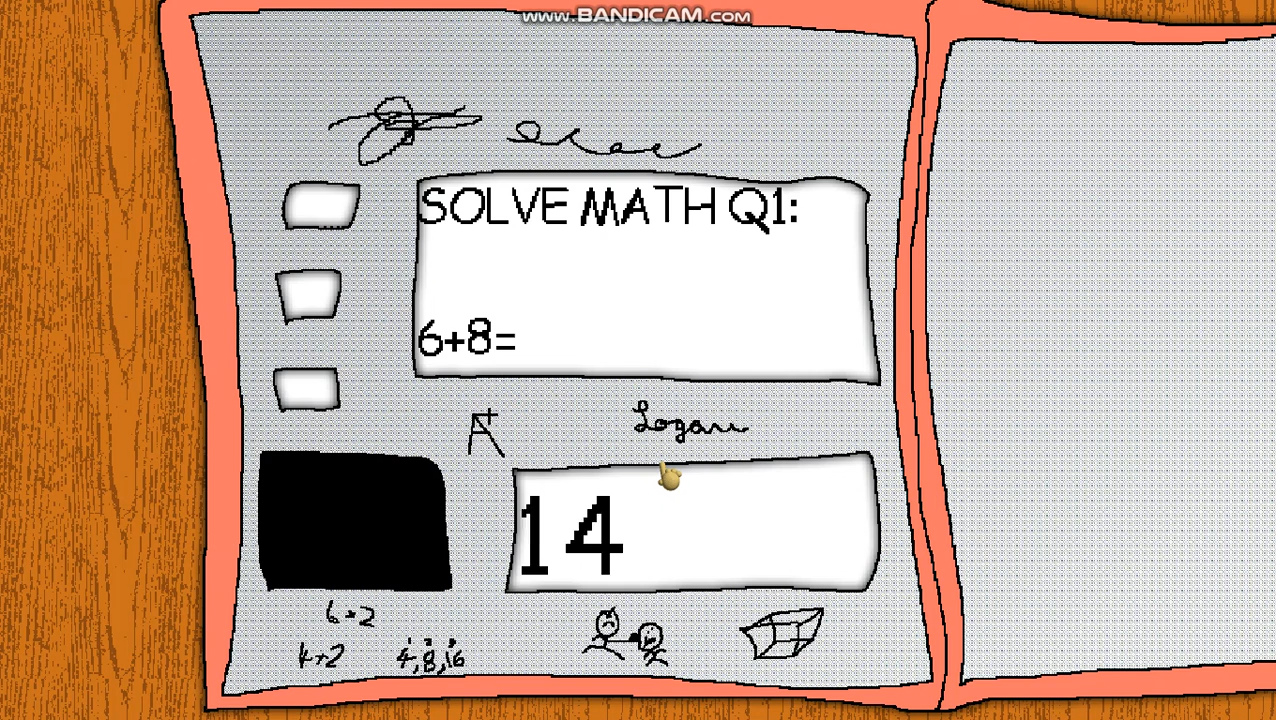 www.BANDICAM.com
SOLVE MATH Q1:
6+8=
A+
Logan
14
6+2
4+2
4,8,16